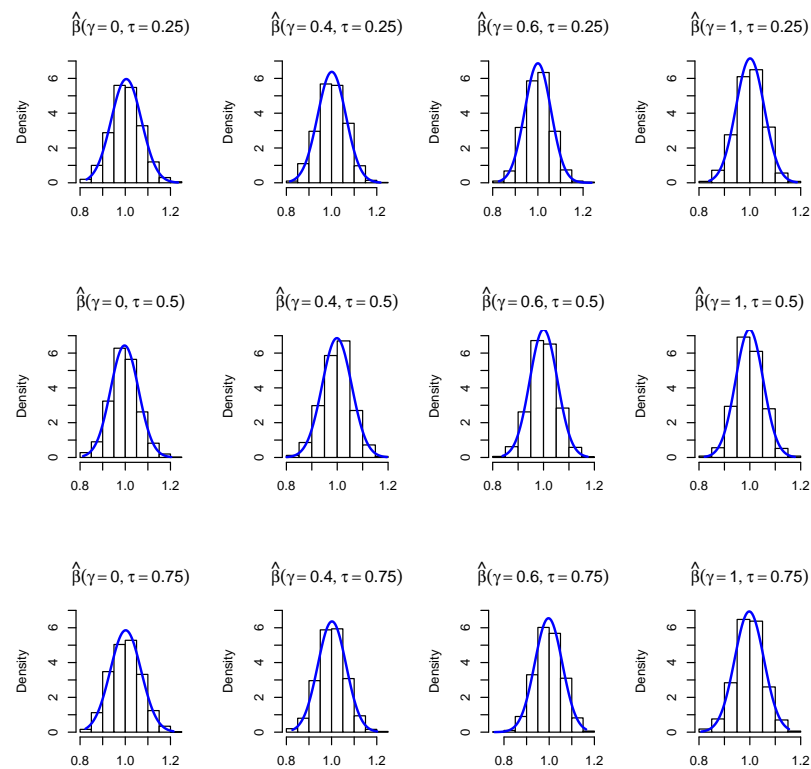 β̂(γ=0, τ=0.25) β̂(γ=0.4, τ=0.25) β̂(γ=0.6, τ=0.25) β̂(γ=1, τ=0.25)
Density 0 2 4 6 Density 0 2 4 6 Density 0 2 4 6 Density 0 2 4 6
0.8 1.0 1.2 0.8 1.0 1.2 0.8 1.0 1.2 0.8 1.0 1.2
β̂(γ=0, τ=0.5) β̂(γ=0.4, τ=0.5) β̂(γ=0.6, τ=0.5) β̂(γ=1, τ=0.5)
Density 0 2 4 6 Density 0 2 4 6 Density 0 2 4 6 Density 0 2 4 6
0.8 1.0 1.2 0.8 1.0 1.2 0.8 1.0 1.2 0.8 1.0 1.2
β̂(γ=0, τ=0.75) β̂(γ=0.4, τ=0.75) β̂(γ=0.6, τ=0.75) β̂(γ=1, τ=0.75)
Density 0 2 4 6 Density 0 2 4 6 Density 0 2 4 6 Density 0 2 4 6
0.8 1.0 1.2 0.8 1.0 1.2 0.8 1.0 1.2 0.8 1.0 1.2